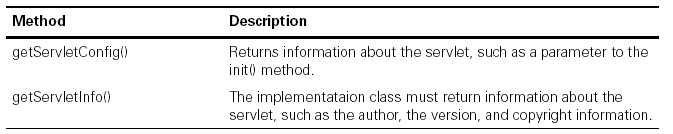 Method Description
getServletConfig() Returns information about the servlet, such as a parameter to the
init() method.
getServletInfo() The implementataion class must return information about the
servlet, such as the author, the version, and copyright information.